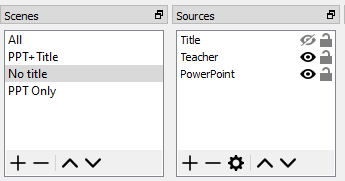 Scenes
All
PPT+Title
No title
PPT Only
Sources
Title
Teacher
PowerPoint